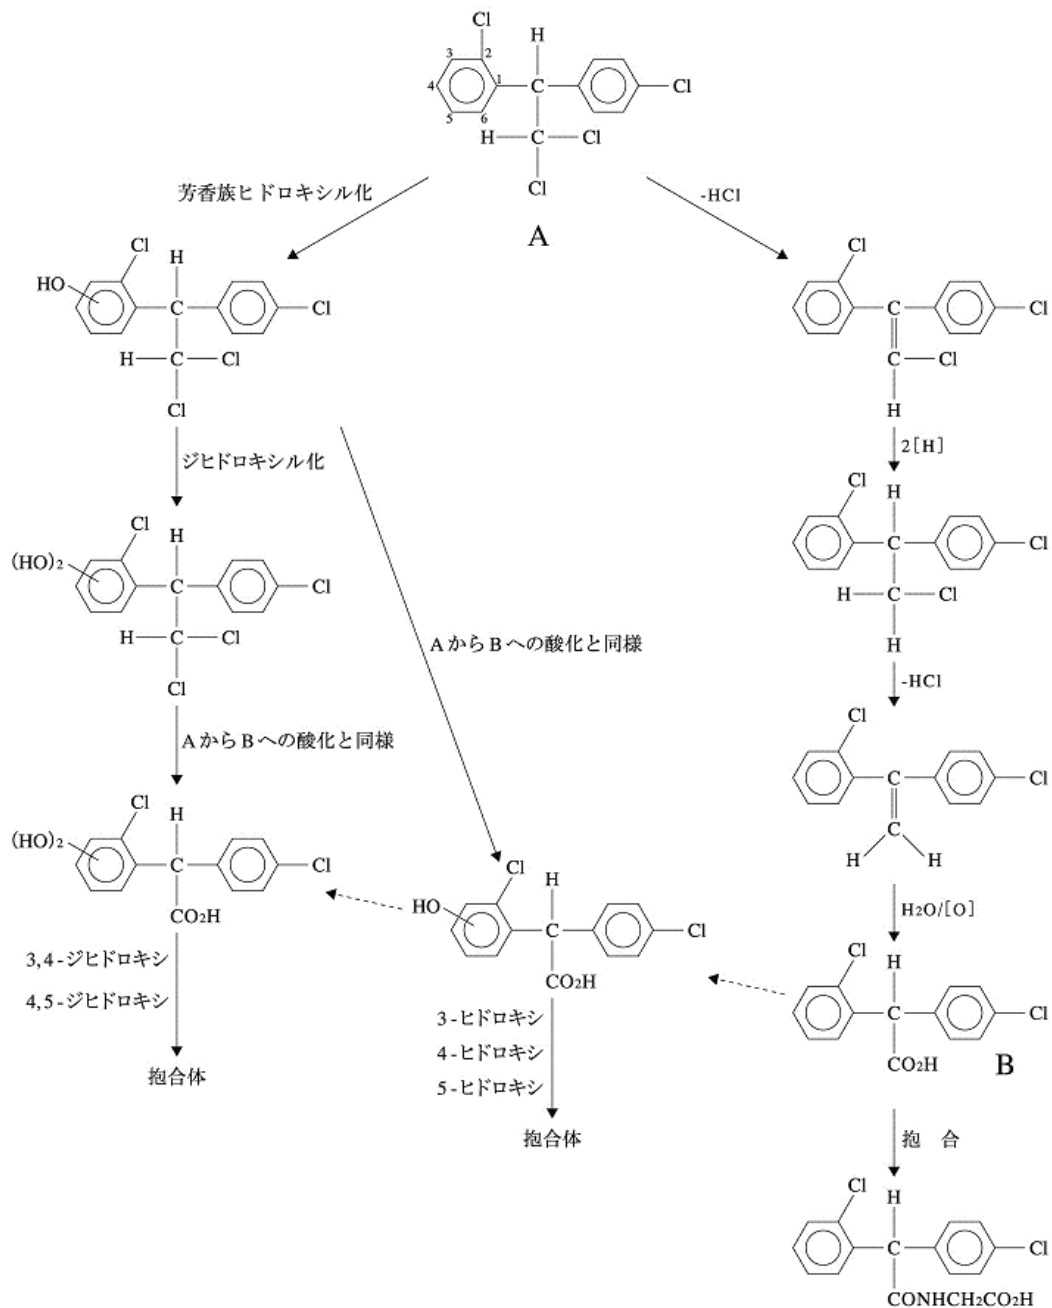 Cl
H
3 2
4 1 C Cl
5 6
H C Cl
Cl
A
芳香族ヒドロキシル化
-HCl
Cl H
HO C Cl
H C Cl
Cl
Cl
C Cl
C Cl
H
ジヒドロキシル化
2[H]
Cl H
(HO)2 C Cl
H C Cl
Cl
Cl H
C Cl
H C Cl
H
AからBへの酸化と同様
-HCl
AからBへの酸化と同様
Cl
C Cl
C
H H
Cl H
(HO)2 C Cl
CO2H
Cl H
HO C Cl
CO2H
H2O/[O]
Cl H
C Cl
CO2H
B
3,4-ジヒドロキシ
4,5-ジヒドロキシ
抱合体
3-ヒドロキシ
4-ヒドロキシ
5-ヒドロキシ
抱合体
抱 合
Cl H
C Cl
CONHCH2CO2H